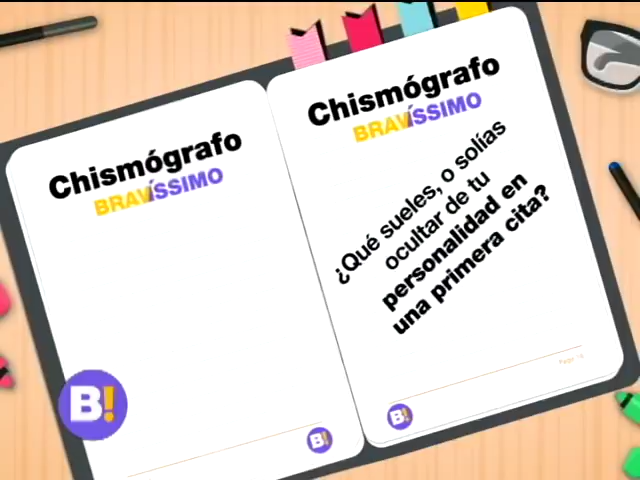 Chismógrafo
BRAVÍSSIMO
B!
B!
Chismógrafo
BRAVÍSSIMO
¿Qué sueles, o solías
ocultar de tu
personalidad en
una primera cita?
B!